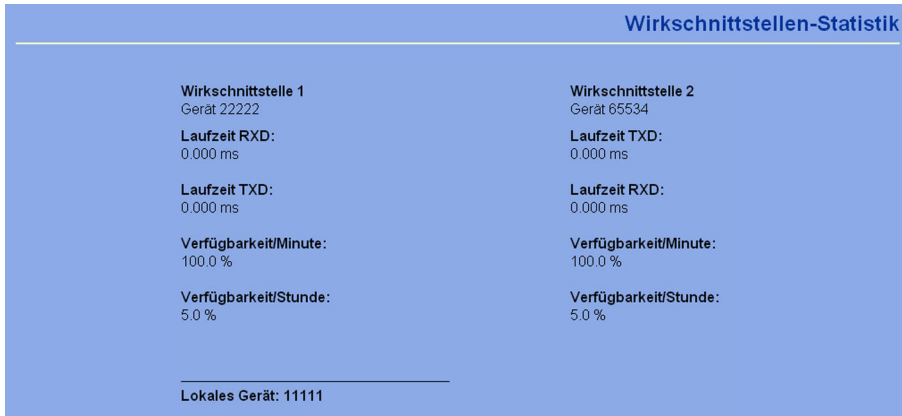 Wirkschnittstellen-Statistik
Wirkschnittstelle 1
Gerät 22222
Laufzeit RXD:
0.000 ms
Laufzeit TXD:
0.000 ms
Verfügbarkeit/Minute:
100.0 %
Verfügbarkeit/Stunde:
5.0 %
Wirkschnittstelle 2
Gerät 65534
Laufzeit TXD:
0.000 ms
Laufzeit RXD:
0.000 ms
Verfügbarkeit/Minute:
100.0 %
Verfügbarkeit/Stunde:
5.0 %
Lokales Gerät: 11111